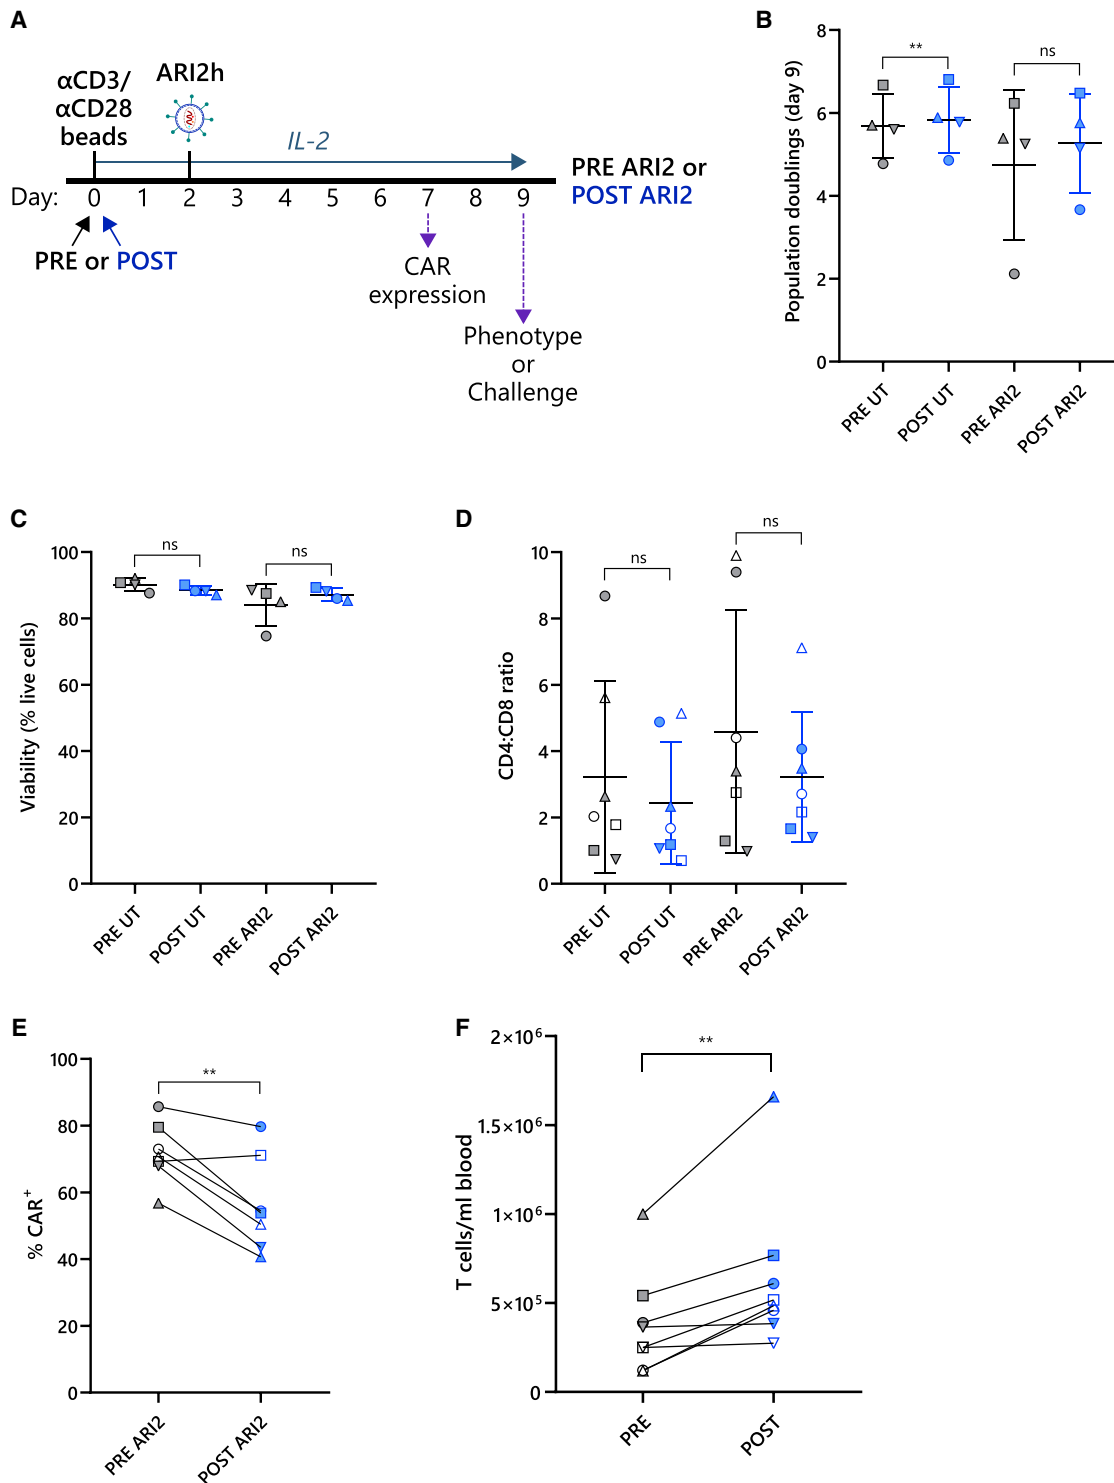 A
αCD3/
αCD28
beads
ARI2h
IL-2
Day: 0 1 2 3 4 5 6 7 8 9
PRE ARI2 or
POST ARI2
PRE or POST
CAR
expression
Phenotype
or
Challenge
B
Population doublings (day 9)
8
6
4
2
0
**
ns
PRE UT
POST UT
PRE ARI2
POST ARI2
C
Viability (% live cells)
100
80
60
40
20
0
ns
ns
PRE UT
POST UT
PRE ARI2
POST ARI2
D
CD4:CD8 ratio
10
8
6
4
2
0
ns
ns
PRE UT
POST UT
PRE ARI2
POST ARI2
E
% CAR⁺
100
80
60
40
20
0
**
PRE ARI2
POST ARI2
F
T cells/ml blood
2×10⁶
1.5×10⁶
1×10⁶
5×10⁵
0
**
PRE
POST